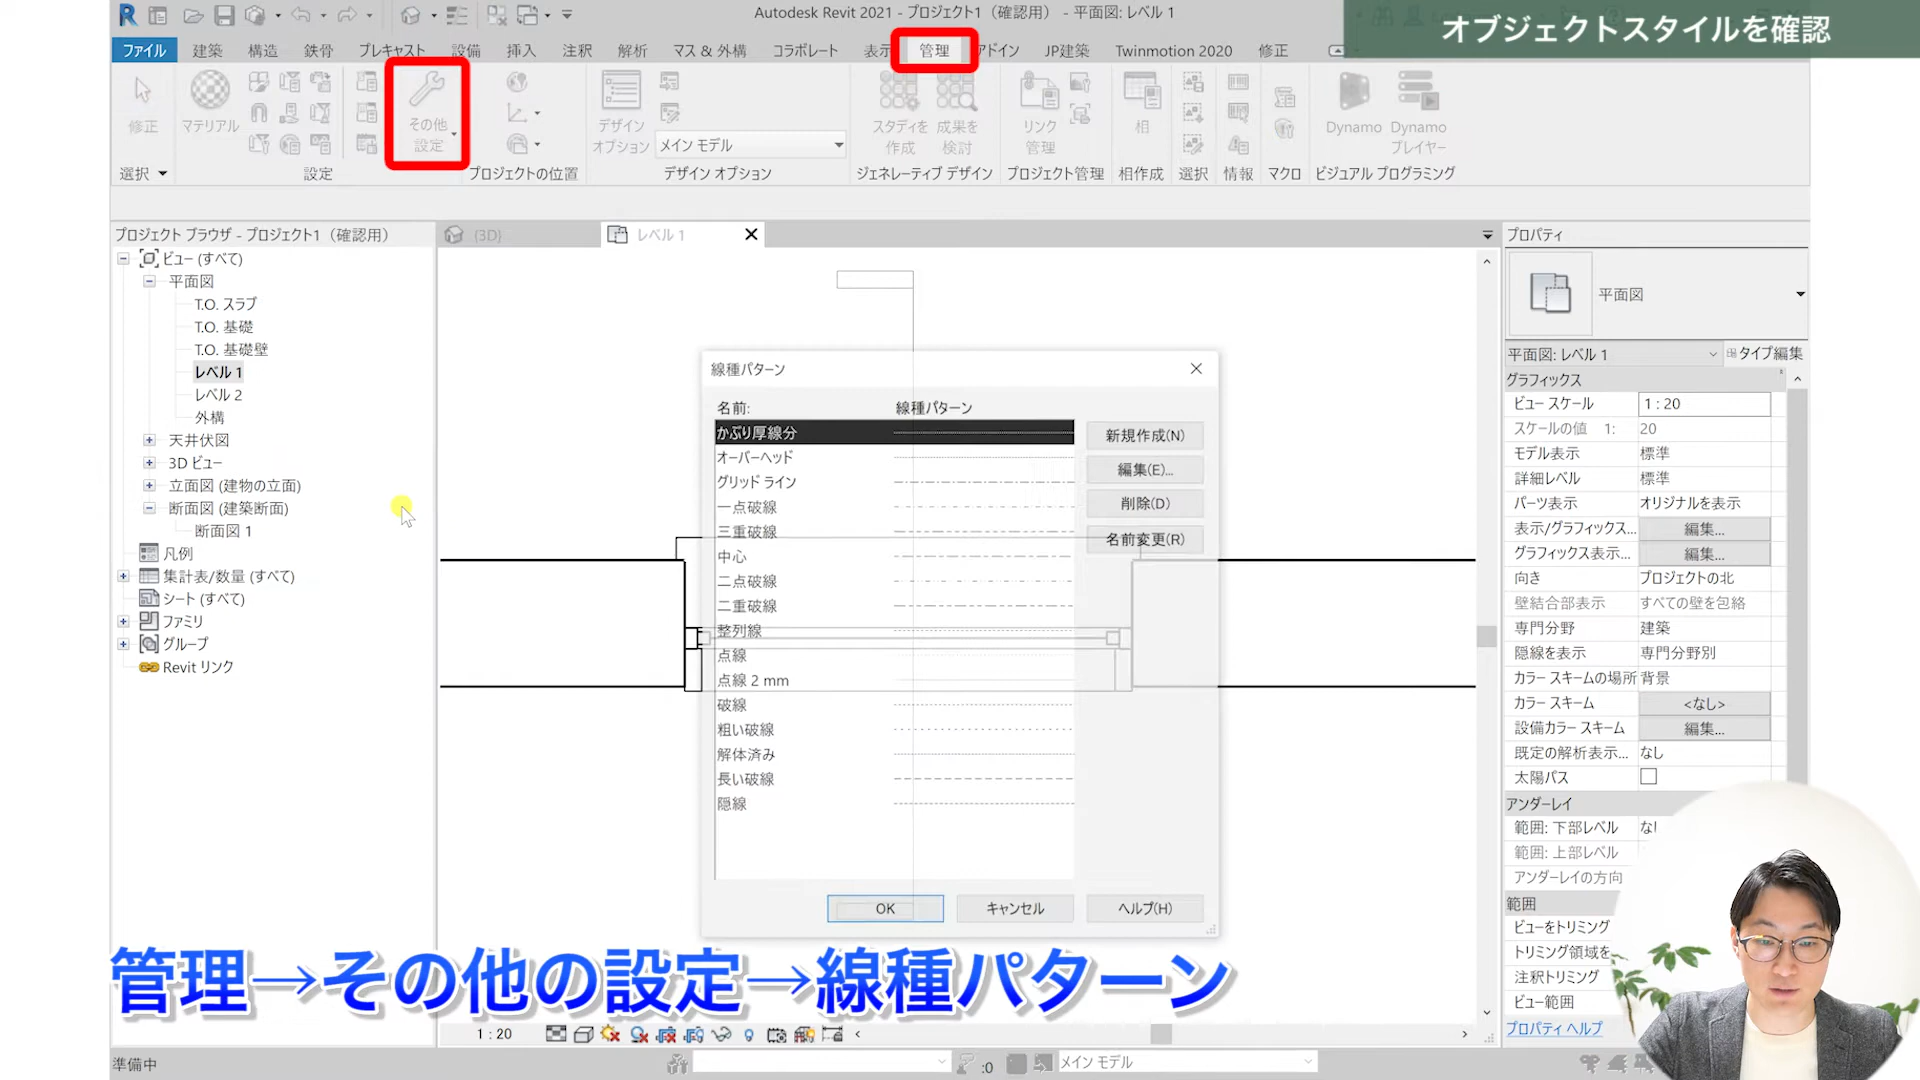 Autodesk Revit 2021 - プロジェクト1（確認用） - 平面図: レベル 1
オブジェクトスタイルを確認
ファイル 建築 構造 鉄骨 プレキャスト 設備 挿入 注釈 解析 マス & 外構 コラボレート 表示 管理 アドイン JP建築 Twinmotion 2020 修正
修正
マテリアル
その他
設定
デザイン
オプション
メイン モデル
スタディを
作成
成果を
検討
リンク
管理
相
Dynamo
Dynamo
プレイヤー
選択 設定 プロジェクトの位置 デザイン オプション ジェネレーティブ デザイン プロジェクト管理 相作成 選択 情報 マクロ ビジュアル プログラミング
プロジェクト ブラウザ - プロジェクト1（確認用）
ビュー (すべて)
平面図
T.O. スラブ
T.O. 基礎
T.O. 基礎壁
レベル 1
レベル 2
外構
天井伏図
3D ビュー
立面図 (建物の立面)
断面図 (建築断面)
断面図 1
凡例
集計表/数量 (すべて)
シート (すべて)
ファミリ
グループ
Revit リンク
(3D)
レベル 1
線種パターン
名前: 線種パターン
かぶり厚線分
オーバーヘッド
グリッド ライン
一点破線
三重破線
中心
二点破線
二重破線
整列線
点線
点線 2 mm
破線
粗い破線
解体済み
長い破線
隠線
新規作成(N)
編集(E)...
削除(D)
名前変更(R)
OK キャンセル ヘルプ(H)
プロパティ
平面図
平面図: レベル 1 タイプ編集
グラフィックス
ビュー スケール 1 : 20
スケールの値 1: 20
モデル表示 標準
詳細レベル 標準
パーツ表示 オリジナルを表示
表示/グラフィックス... 編集...
グラフィックス表示... 編集...
向き プロジェクトの北
壁結合部表示 すべての壁を包絡
専門分野 建築
隠線を表示 専門分野別
カラー スキームの場所 背景
カラー スキーム <なし>
設備カラー スキーム 編集...
既定の解析表示... なし
太陽パス
アンダーレイ
範囲: 下部レベル なし
範囲: 上部レベル
アンダーレイの方向
範囲
ビューをトリミング
トリミング領域を
注釈トリミング
ビュー範囲
プロパティ ヘルプ
管理→その他の設定→線種パターン
1 : 20
準備中
:0
メイン モデル